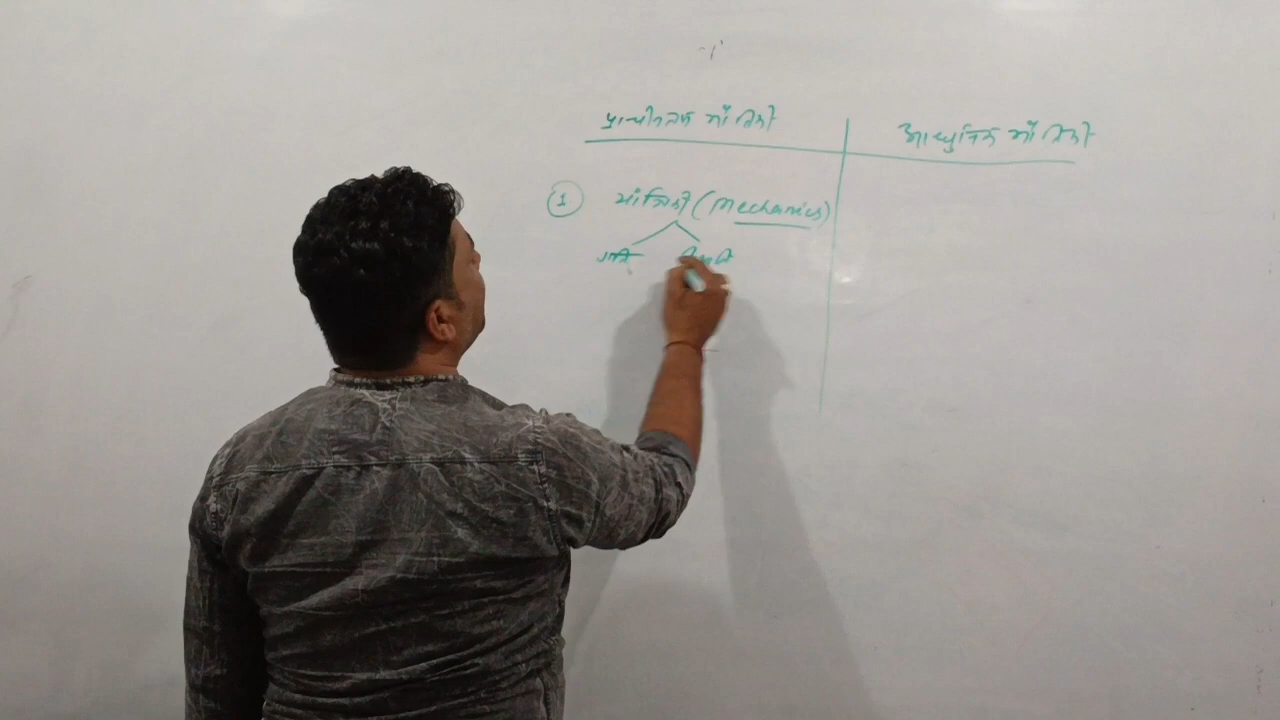 प्राचीनतम भौतिकी
आधुनिक भौतिकी
① यांत्रिकी (Mechanics)
गति स्थिति